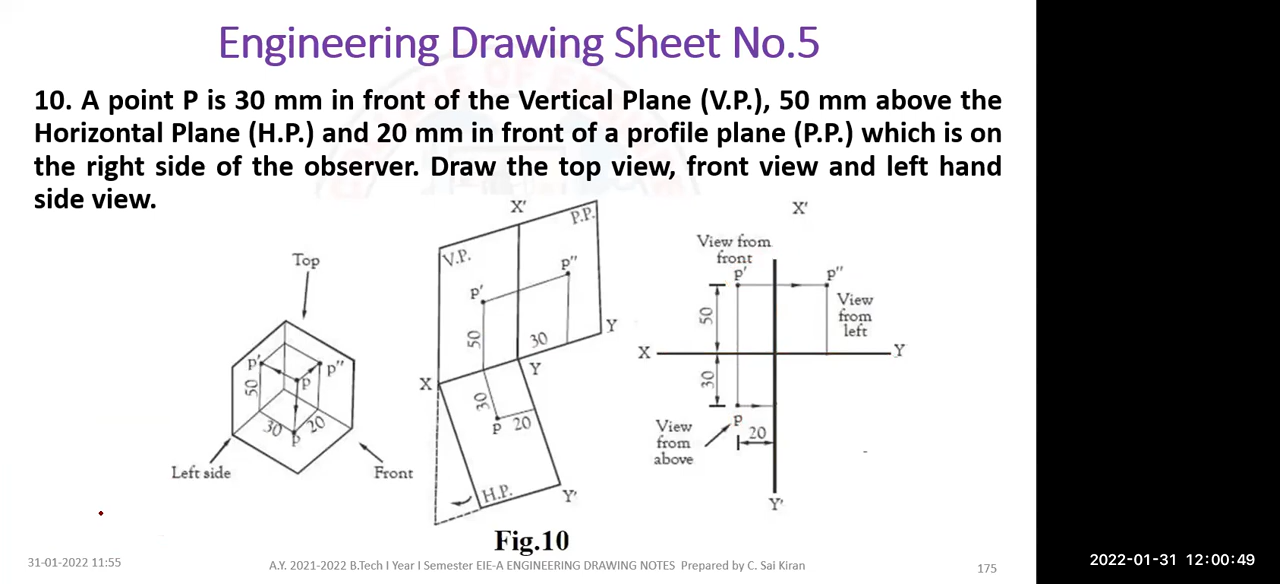 Engineering Drawing Sheet No.5
10. A point P is 30 mm in front of the Vertical Plane (V.P.), 50 mm above the
Horizontal Plane (H.P.) and 20 mm in front of a profile plane (P.P.) which is on
the right side of the observer. Draw the top view, front view and left hand
side view.
Top
p'
p''
P
50
30
20
p
Left side
Front
X'
P.P.
V.P.
p''
p'
50
30
Y
X
Y
30
p 20
H.P.
Y'
X'
View from
front
p'
p''
50
View
from
left
X
Y
30
p
View
from
above
20
Y'
Fig.10
31-01-2022 11:55
A.Y. 2021-2022 B.Tech I Year I Semester EIE-A ENGINEERING DRAWING NOTES Prepared by C. Sai Kiran
175
2022-01-31 12:00:49